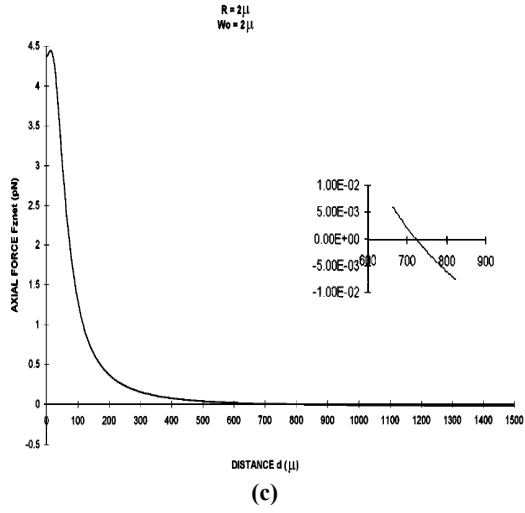 R = 2μ
Wo = 2μ
AXIAL FORCE Fznet (pN)
4.5
4
3.5
3
2.5
2
1.5
1
0.5
0
-0.5
0 100 200 300 400 500 600 700 800 900 1000 1100 1200 1300 1400 1500
1.00E-02
5.00E-03
0.00E+00
-5.00E-03
-1.00E-02
600 700 800 900
DISTANCE d (μ)
(c)